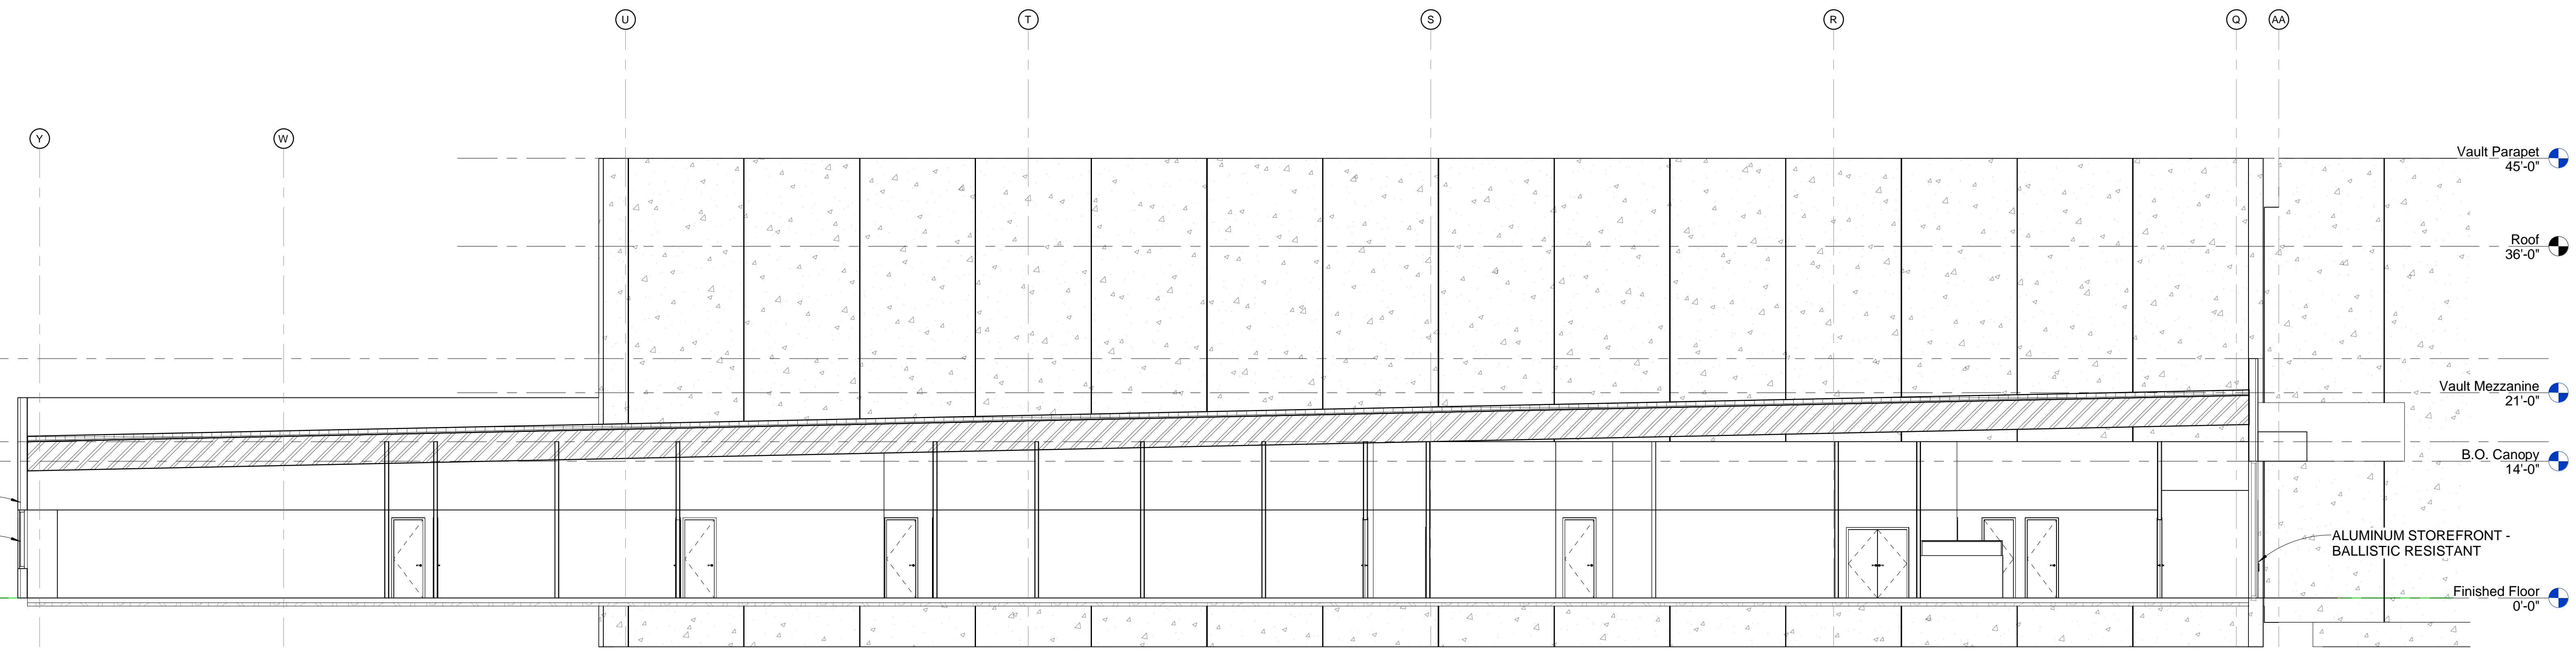 U
T
S
R
Q
AA
Y
W
Vault Parapet
45'-0"
Roof
36'-0"
Vault Mezzanine
21'-0"
B.O. Canopy
14'-0"
ALUMINUM STOREFRONT -
BALLISTIC RESISTANT
Finished Floor
0'-0"